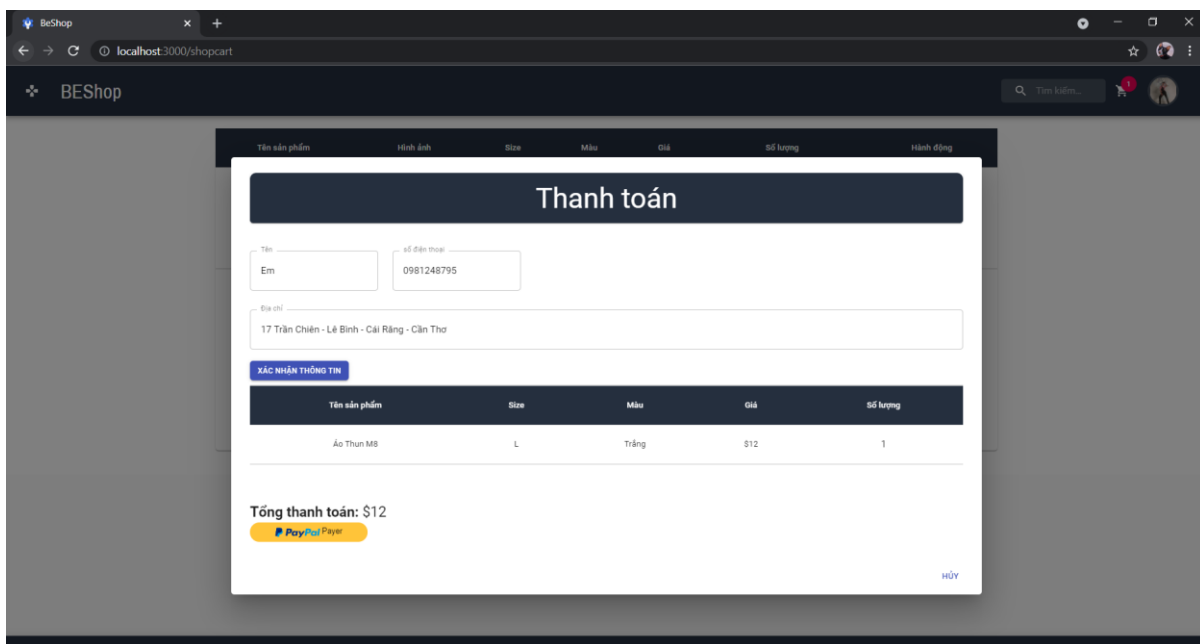 BeShop
localhost:3000/shopcart
BEShop
Tìm kiếm...
1
Tên sản phẩm Hình ảnh Size Màu Giá Số lượng Hành động
Thanh toán
Tên
Em
số điện thoại
0981248795
Địa chỉ
17 Trần Chiên - Lê Bình - Cái Răng - Cần Thơ
XÁC NHẬN THÔNG TIN
Tên sản phẩm Size Màu Giá Số lượng
Áo Thun M8 L Trắng $12 1
Tổng thanh toán: $12
PayPal Payer
HỦY